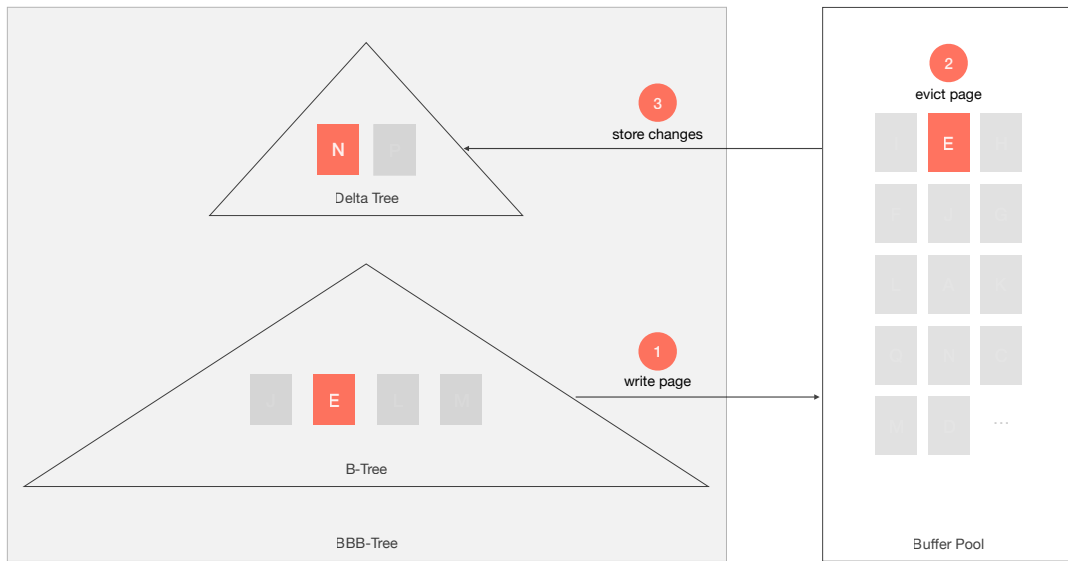 2
evict page
3
store changes
N P
Delta Tree
E H
F J G
L A K
1
write page
N C
J E L M
M D ...
B-Tree
BBB-Tree
Buffer Pool